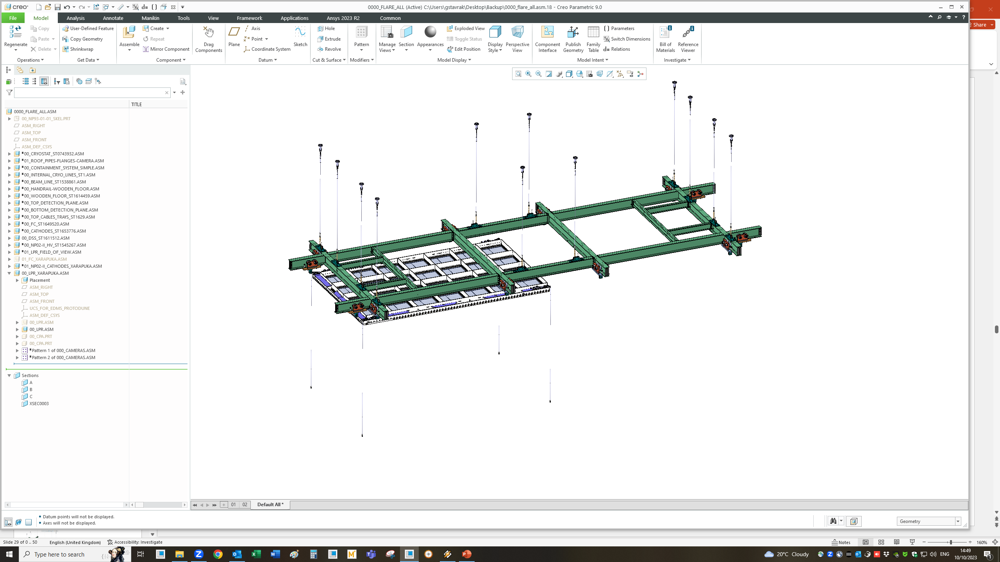 creo
0000_FLARE_ALL (Active) C:\Users\gstavrak\Desktop\Backup\0000_flare_all.asm.18 - Creo Parametric 9.0
File Model Analysis Annotate Manikin Tools View Framework Applications Ansys 2023 R2 Common
Share
Regenerate
Copy
Paste
Delete
Operations
User-Defined Feature
Copy Geometry
Shrinkwrap
Get Data
Assemble
Create
Repeat
Mirror Component
Component
Drag Components
Plane
Axis
Point
Coordinate System
Sketch
Datum
Hole
Extrude
Revolve
Cut & Surface
Pattern
Modifiers
Manage Views
Section
Appearances
Exploded View
Toggle Status
Edit Position
Display Style
Perspective View
Model Display
Component Interface
Publish Geometry
Family Table
Parameters
Switch Dimensions
d= Relations
Model Intent
Bill of Materials
Reference Viewer
Investigate
TITLE
0000_FLARE_ALL.ASM
00_NP93-01-01_SKEL.PRT
ASM_RIGHT
ASM_TOP
ASM_FRONT
ASM_DEF_CSYS
00_CRYOSTAT_ST0743932.ASM
01_ROOF_PIPES-FLANGES-CAMERA.ASM
00_CONTAINMENT_SYSTEM_SIMPLE.ASM
00_INTERNAL_CRYO_LINES_ST1.ASM
00_BEAM_LINE_ST1538861.ASM
00_HANDRAIL-WOODEN_FLOOR.ASM
00_WOODEN_FLOOR_ST1614459.ASM
00_TOP_DETECTION_PLANE.ASM
00_BOTTOM_DETECTION_PLANE.ASM
00_TOP_CABLES_TRAYS_ST1629.ASM
00_FC_ST1649520.ASM
00_CATHODES_ST1653776.ASM
00_DSS_ST1611512.ASM
00_NP02-II_HV_ST1545267.ASM
01_LPR_FIELD_OF_VIEW.ASM
01_FC_XARAPUKA.ASM
01_NP02-II_CATHODES_XARAPUKA.ASM
00_LPR_XARAPUKA.ASM
Placement
ASM_RIGHT
ASM_TOP
ASM_FRONT
UCS_FOR_EDMS_PROTODUNE
ASM_DEF_CSYS
00_LPR.ASM
00_LPR.ASM
00_CPA.PRT
00_CPA.PRT
Pattern 1 of 000_CAMERAS.ASM
Pattern 2 of 000_CAMERAS.ASM
Sections
A
B
C
XSEC0003
01 02 Default All *
Datum points will not be displayed.
Axes will not be displayed.
Geometry
Slide 29 of 0 .. 50 English (United Kingdom) Accessibility: Investigate Notes 160%
Type here to search
20°C Cloudy
ENG
14:49
10/10/2023